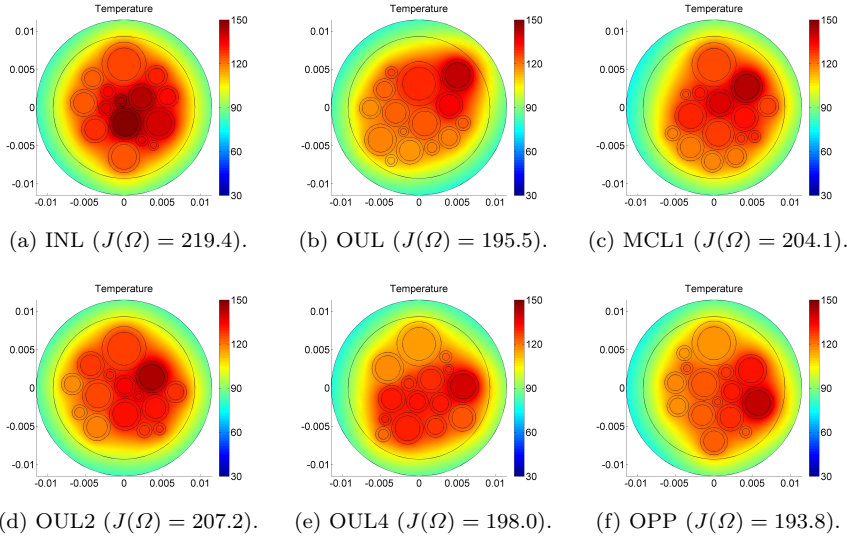 Temperature Temperature Temperature
0.01 0.005 0 -0.005 -0.01 150 120 90 60 30 0.01 0.005 0 -0.005 -0.01 150 120 90 60 30 0.01 0.005 0 -0.005 -0.01 150 120 90 60 30
-0.01 -0.005 0 0.005 0.01 -0.01 -0.005 0 0.005 0.01 -0.01 -0.005 0 0.005 0.01
(a) INL (J(Ω) = 219.4). (b) OUL (J(Ω) = 195.5). (c) MCL1 (J(Ω) = 204.1).
Temperature Temperature Temperature
0.01 0.005 0 -0.005 -0.01 150 120 90 60 30 0.01 0.005 0 -0.005 -0.01 150 120 90 60 30 0.01 0.005 0 -0.005 -0.01 150 120 90 60 30
-0.01 -0.005 0 0.005 0.01 -0.01 -0.005 0 0.005 0.01 -0.01 -0.005 0 0.005 0.01
(d) OUL2 (J(Ω) = 207.2). (e) OUL4 (J(Ω) = 198.0). (f) OPP (J(Ω) = 193.8).